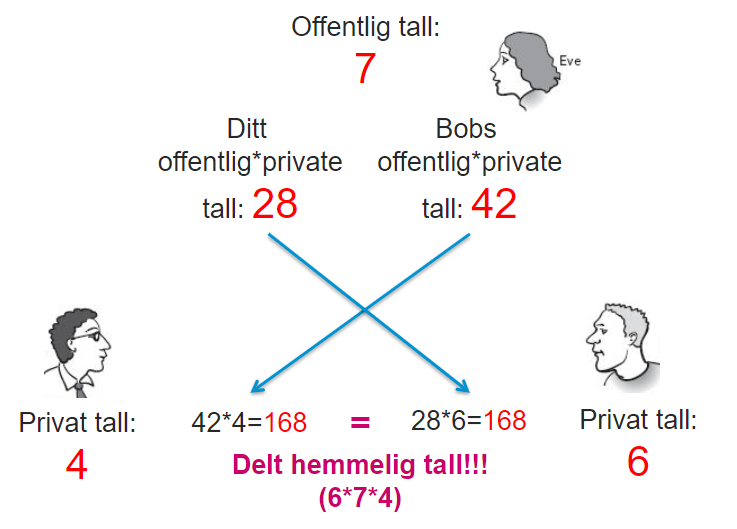 Offentlig tall:
7
Eve
Ditt
offentlig*private
tall: 28
Bobs
offentlig*private
tall: 42
Privat tall:
4
42*4=168
=
28*6=168
Privat tall:
6
Delt hemmelig tall!!!
(6*7*4)